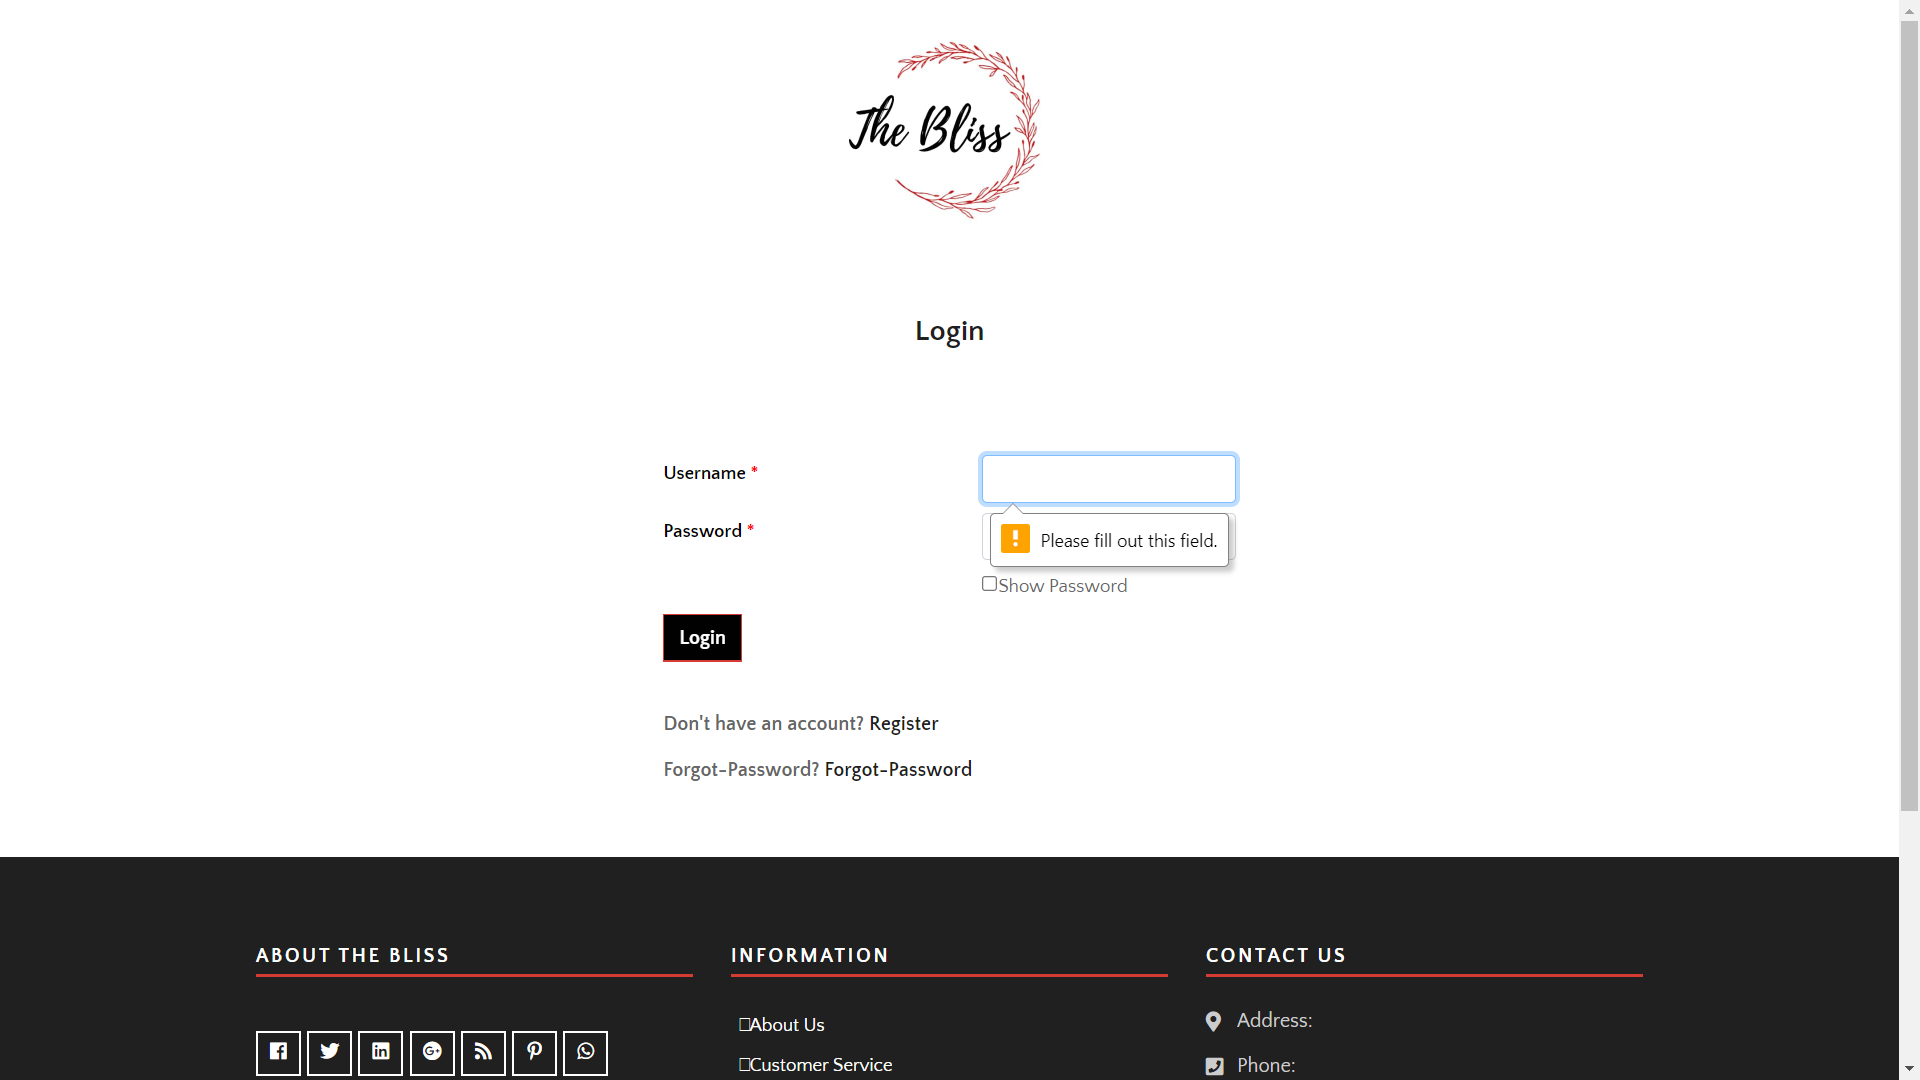 The Bliss
Login
Username *
Password *
Please fill out this field.
Show Password
Login
Don't have an account? Register
Forgot-Password? Forgot-Password
ABOUT THE BLISS
INFORMATION
CONTACT US
About Us
Customer Service
Address:
Phone: